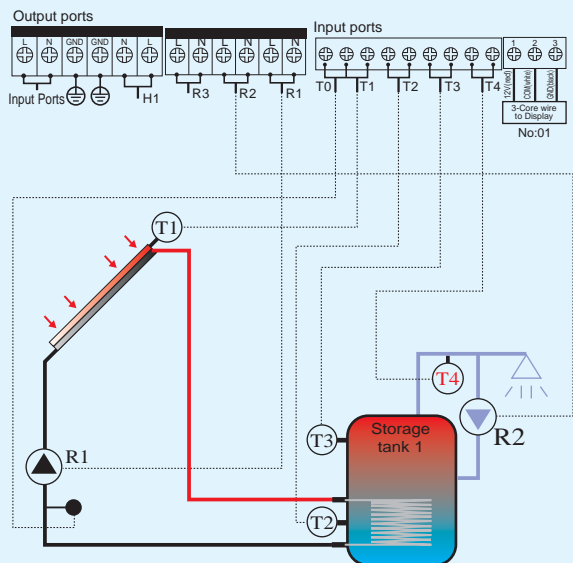 Output ports
Input ports
L N GND GND N L
L N L N L N
1 2 3
Input Ports
H1
R3
R2
R1
T0
T1
T2
T3
T4
12V(red)
COM(white)
GND(black)
3-Core wire
to Display
No:01
T1
T4
R2
T3
Storage
tank 1
R1
T2